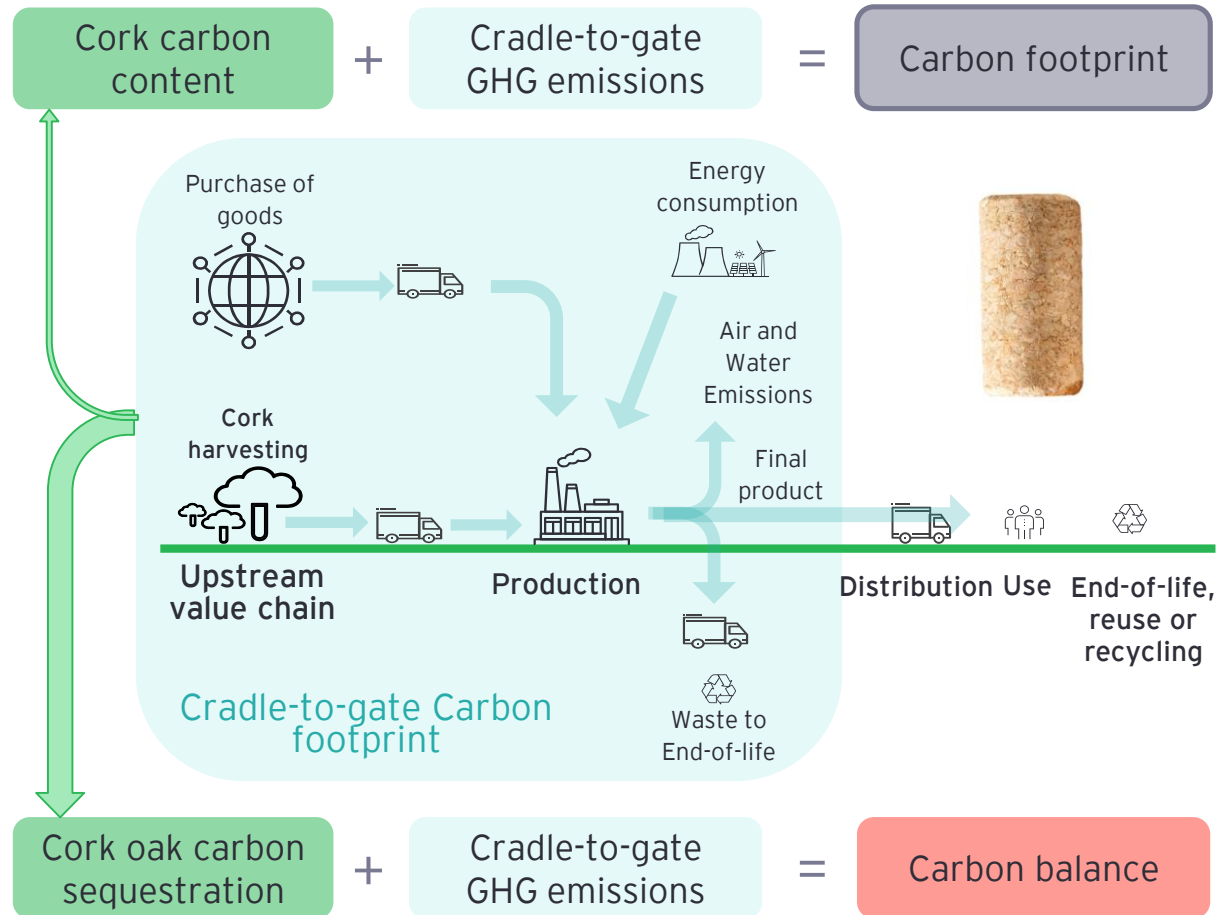 Cork carbon
content
+
Cradle-to-gate
GHG emissions
=
Carbon footprint
Purchase of
goods
Energy
consumption
Air and
Water
Emissions
Cork
harvesting
Final
product
Upstream
value chain
Production
Distribution
Use
End-of-life,
reuse or
recycling
Cradle-to-gate Carbon
footprint
Waste to
End-of-life
Cork oak carbon
sequestration
+
Cradle-to-gate
GHG emissions
=
Carbon balance